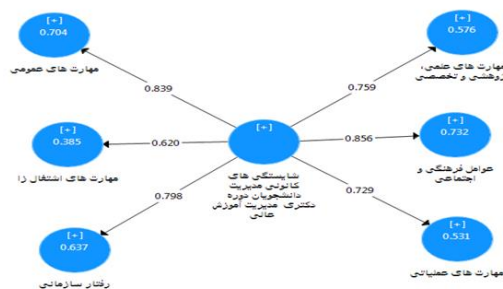 [+]
0.704
مهارت های عمومی
[+]
0.576
مهارت های علمی،
پژوهشی و تخصصی
0.839
0.759
[+]
0.385
مهارت های اشتغال زا
0.620
[+]
شایستگی های
کانونی مدیریت
دانشجویان دوره
دکتری مدیریت آموزش
عالی
0.856
[+]
0.732
عوامل فرهنگی و
اجتماعی
0.798
0.729
[+]
0.637
رفتار سازمانی
[+]
0.531
مهارت های عملیاتی